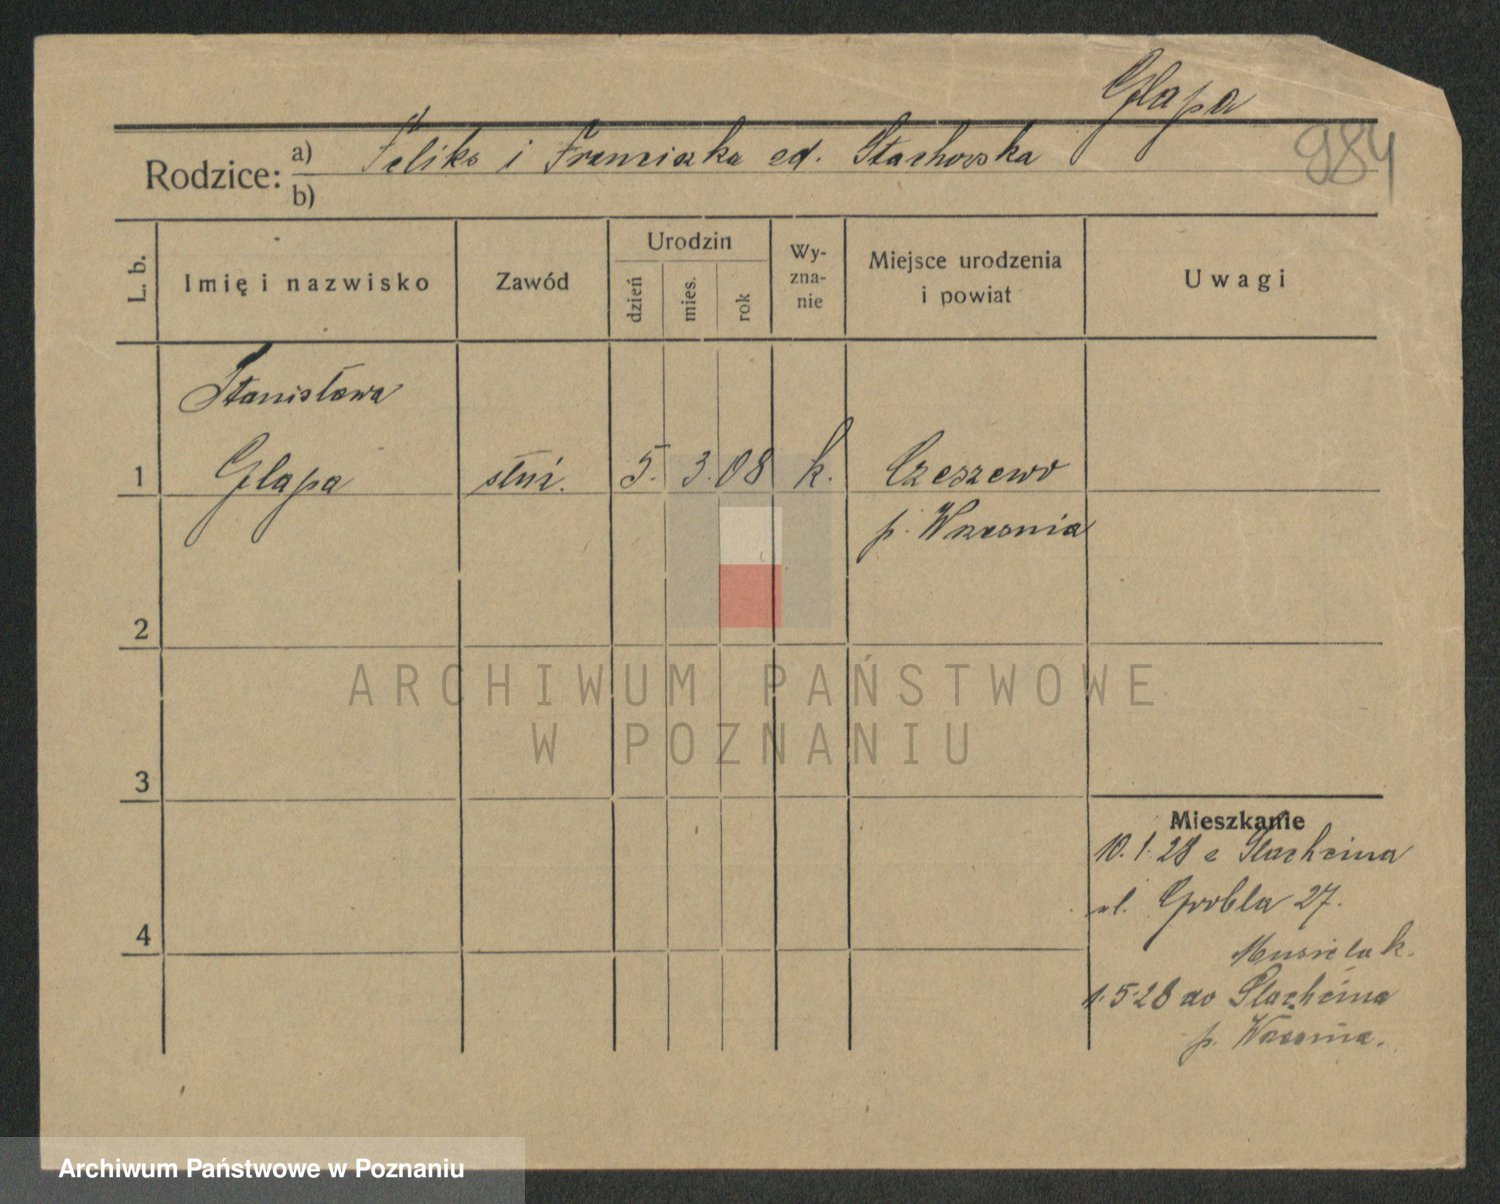 Glapa
984
Rodzice: a) Feliks i Franciszka ed. Stachowska
b)
L. b.
Imię i nazwisko
Zawód
Urodzin
dzień
mies.
rok
Wy-
zna-
nie
Miejsce urodzenia
i powiat
Uwagi
Stanisława
1 Glapa służ. 5. 3. 08 k. Czeszewo
p. Wrzesnia
2
ARCHIWUM PAŃSTWOWE
W POZNANIU
3
Mieszkanie
10. 1. 28 z
ul. Grobla 27.
Musielak.
4
1.5.28 do
p. Wrzesnia.
Archiwum Państwowe w Poznaniu